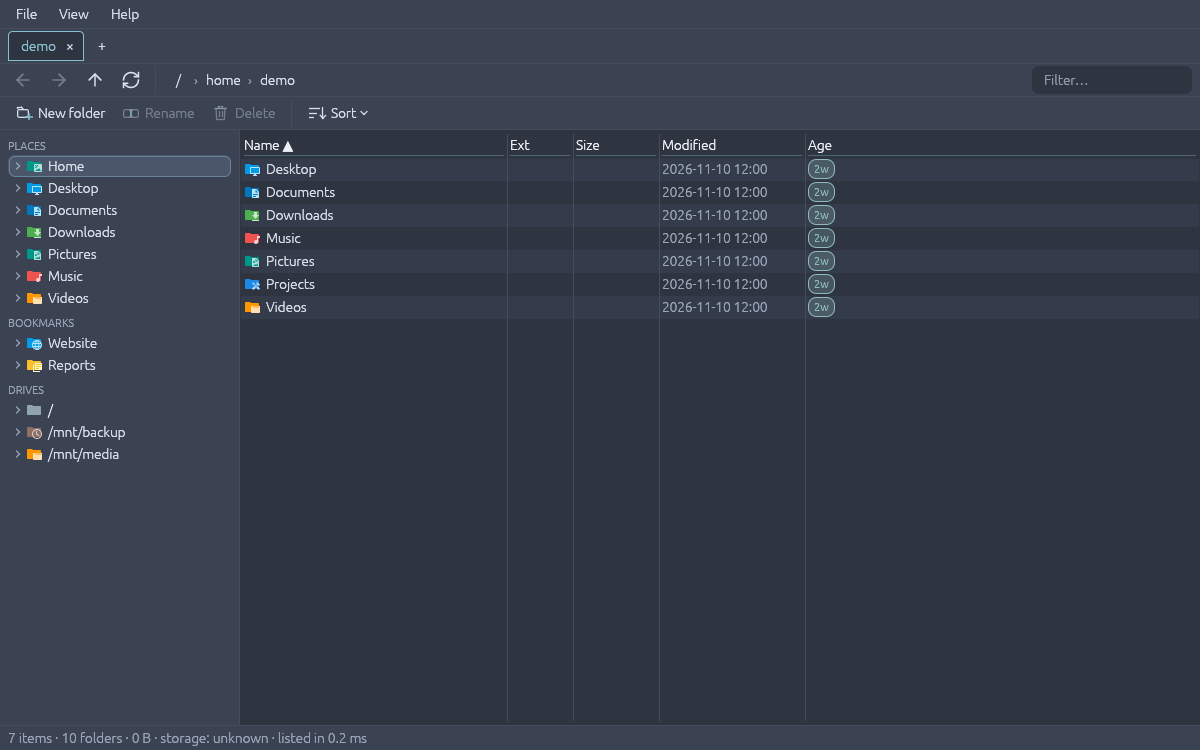 File View Help
demo × +
/ › home › demo Filter...
New folder Rename Delete Sort
PLACES
Home
Desktop
Documents
Downloads
Pictures
Music
Videos
BOOKMARKS
Website
Reports
DRIVES
/
/mnt/backup
/mnt/media
Name ▲ Ext Size Modified Age
Desktop 2026-11-10 12:00 2w
Documents 2026-11-10 12:00 2w
Downloads 2026-11-10 12:00 2w
Music 2026-11-10 12:00 2w
Pictures 2026-11-10 12:00 2w
Projects 2026-11-10 12:00 2w
Videos 2026-11-10 12:00 2w
7 items · 10 folders · 0 B · storage: unknown · listed in 0.2 ms